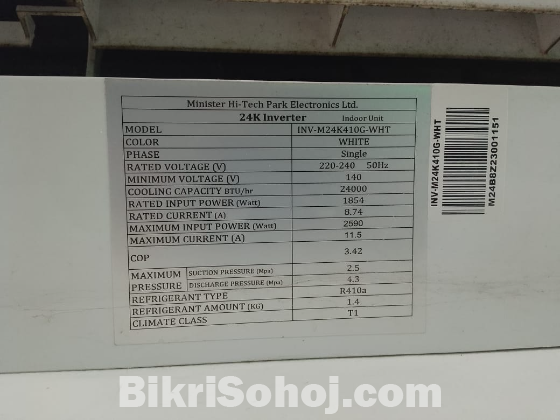 Minister Hi-Tech Park Electronics Ltd.
24K Inverter Indoor Unit
MODEL INV-M24K410G-WHT
COLOR WHITE
PHASE Single
RATED VOLTAGE (V) 220-240 50Hz
MINIMUM VOLTAGE (V) 140
COOLING CAPACITY BTU/hr 24000
RATED INPUT POWER (Watt) 1854
RATED CURRENT (A) 8.74
MAXIMUM INPUT POWER (Watt) 2590
MAXIMUM CURRENT (A) 11.5
COP 3.42
MAXIMUM PRESSURE SUCTION PRESSURE (Mpa) 2.5
DISCHARGE PRESSURE (Mpa) 4.3
REFRIGERANT TYPE R410a
REFRIGERANT AMOUNT (KG) 1.4
CLIMATE CLASS T1
INV-M24K410G-WHT
M24B8Z23001151
BikriSohoj.com